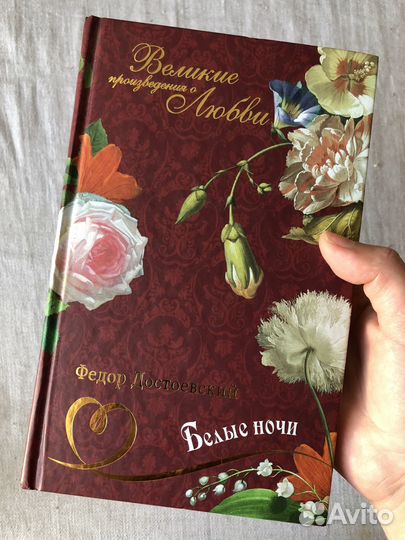 Великие
произведения о
Любви
Федор Достоевский
Белые ночи
Avito